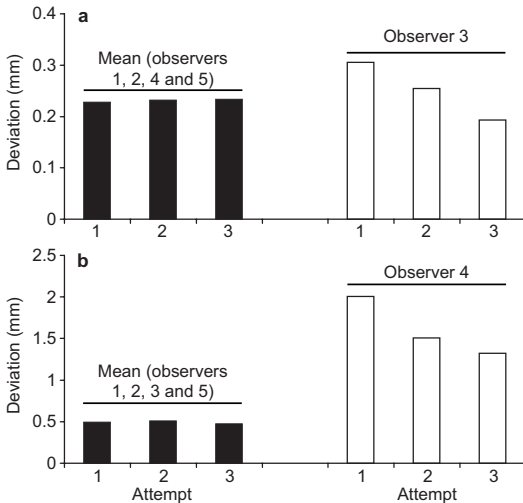 a
Deviation (mm)
0.4
0.3
0.2
0.1
0
Mean (observers
1, 2, 4 and 5)
Observer 3
1 2 3 1 2 3
b
Deviation (mm)
2.5
2
1.5
1
0.5
0
Mean (observers
1, 2, 3 and 5)
Observer 4
1 2 3 1 2 3
Attempt Attempt